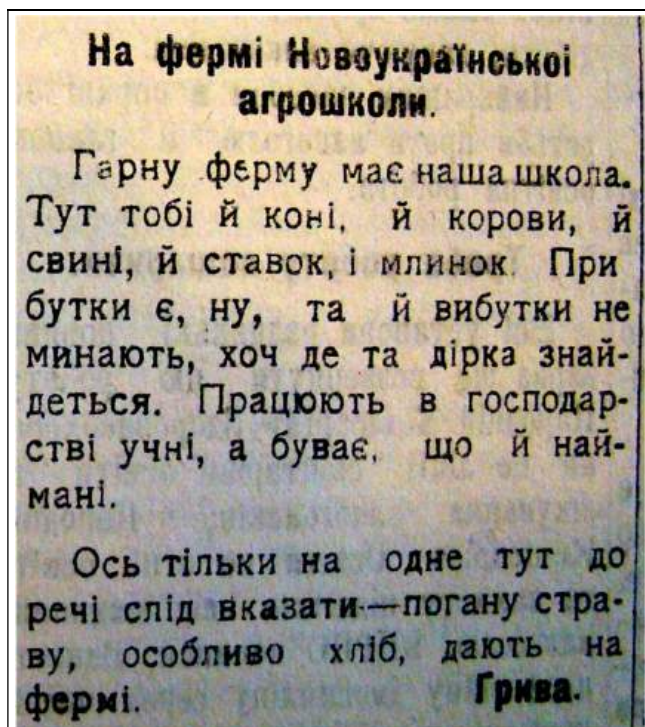 На фермі Новоукраїнської
агрошколи.
Гарну ферму має наша школа.
Тут тобі й коні, й корови, й
свині, й ставок, і млинок При
бутки є, ну, та й вибутки не
минають, хоч де та дірка знай-
деться. Працюють в господар-
стві учні, а буває, що й най-
мані.
Ось тільки на одне тут до
речі слід вказати—погану стра-
ву, особливо хліб, дають на
фермі. Грива.